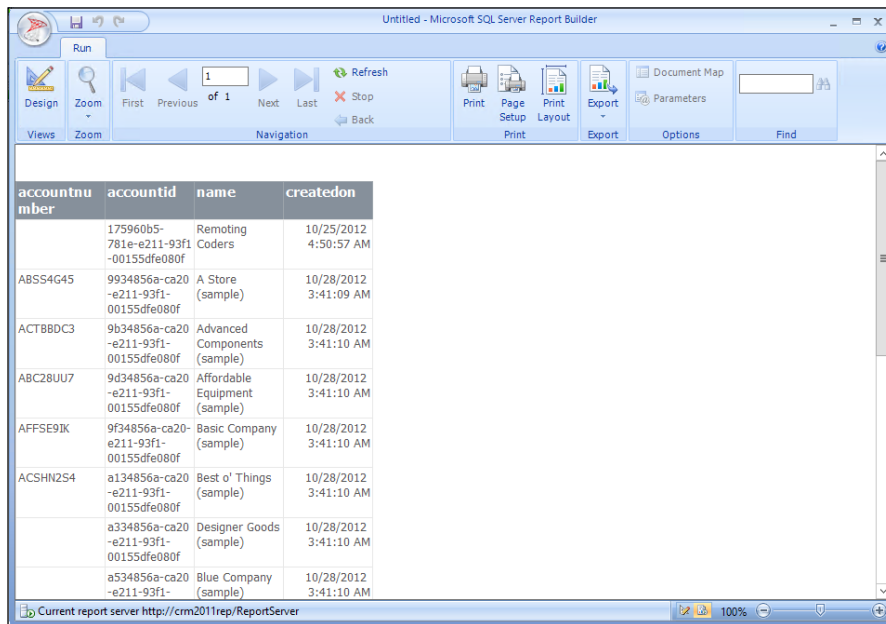 Untitled - Microsoft SQL Server Report Builder
Run
Design
Zoom
First
Previous
1
of 1
Next
Last
Refresh
Stop
Back
Print
Page
Setup
Print
Layout
Export
Document Map
Parameters
Views
Zoom
Navigation
Print
Export
Options
Find
accountnu accountid name createdon
mber
175960b5- Remoting 10/25/2012
781e-e211-93f1 Coders 4:50:57 AM
-00155dfe080f
ABSS4G45 9934856a-ca20 A Store 10/28/2012
-e211-93f1- (sample) 3:41:09 AM
00155dfe080f
ACTBBDC3 9b34856a-ca20 Advanced 10/28/2012
-e211-93f1- Components 3:41:10 AM
00155dfe080f (sample)
ABC28UU7 9d34856a-ca20 Affordable 10/28/2012
-e211-93f1- Equipment 3:41:10 AM
00155dfe080f (sample)
AFFSE9IK 9f34856a-ca20- Basic Company 10/28/2012
e211-93f1- (sample) 3:41:10 AM
00155dfe080f
ACSHN2S4 a134856a-ca20 Best o' Things 10/28/2012
-e211-93f1- (sample) 3:41:10 AM
00155dfe080f
a334856a-ca20 Designer Goods 10/28/2012
-e211-93f1- (sample) 3:41:10 AM
00155dfe080f
a534856a-ca20 Blue Company 10/28/2012
-e211-93f1- (sample) 3:41:10 AM
Current report server http://crm2011rep/ReportServer
100%